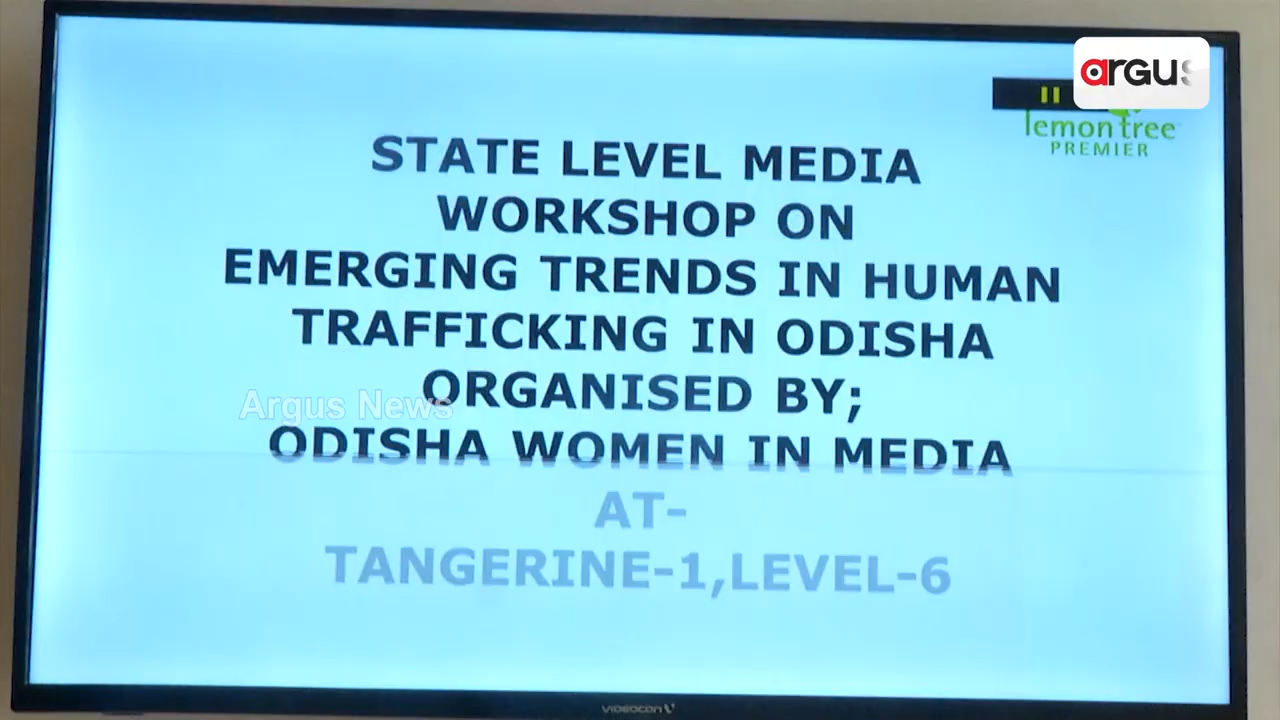 argus
lemon tree
PREMIER
STATE LEVEL MEDIA
WORKSHOP ON
EMERGING TRENDS IN HUMAN
TRAFFICKING IN ODISHA
ORGANISED BY;
Argus News
ODISHA WOMEN IN MEDIA
AT-
TANGERINE-1,LEVEL-6
VIDEOCON